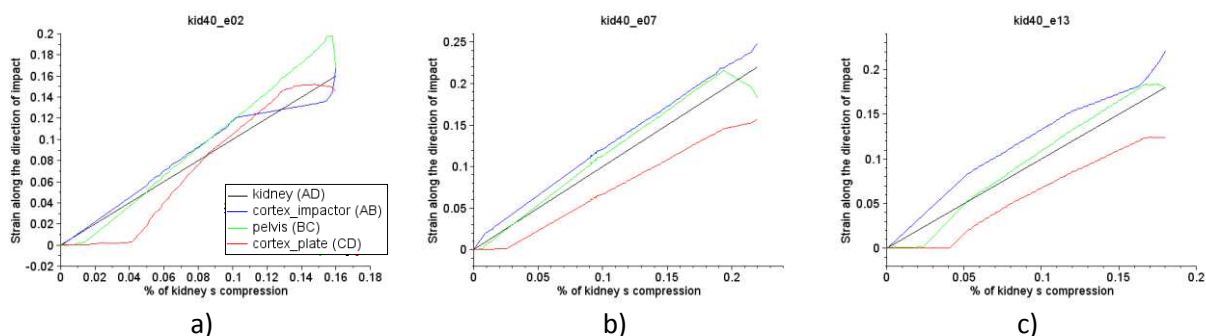 kid40_e02
Strain along the direction of impact
0.2
0.18
0.16
0.14
0.12
0.1
0.08
0.06
0.04
0.02
0
-0.02
0
0.02
0.04
0.06
0.08
0.1
0.12
0.14
0.16
0.18
% of kidney s compression
kidney (AD)
cortex_impactor (AB)
pelvis (BC)
cortex_plate (CD)
a)
kid40_e07
Strain along the direction of impact
0.25
0.2
0.15
0.1
0.05
0
0
0.05
0.1
0.15
0.2
% of kidney s compression
b)
kid40_e13
Strain along the direction of impact
0.25
0.2
0.15
0.1
0.05
0
0
0.05
0.1
0.15
0.2
% of kidney s compression
c)